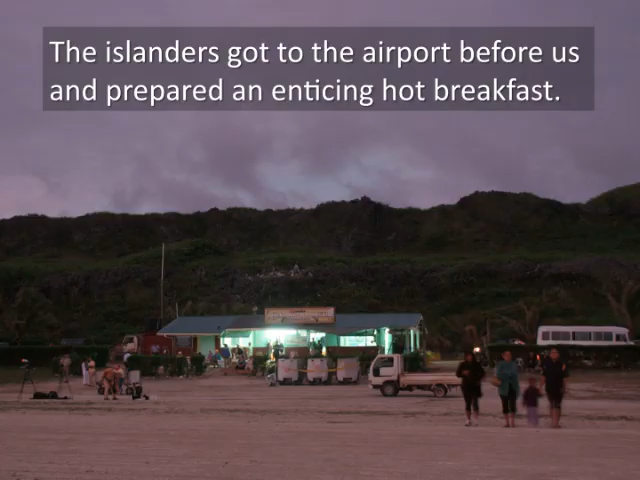 The islanders got to the airport before us
and prepared an enticing hot breakfast.